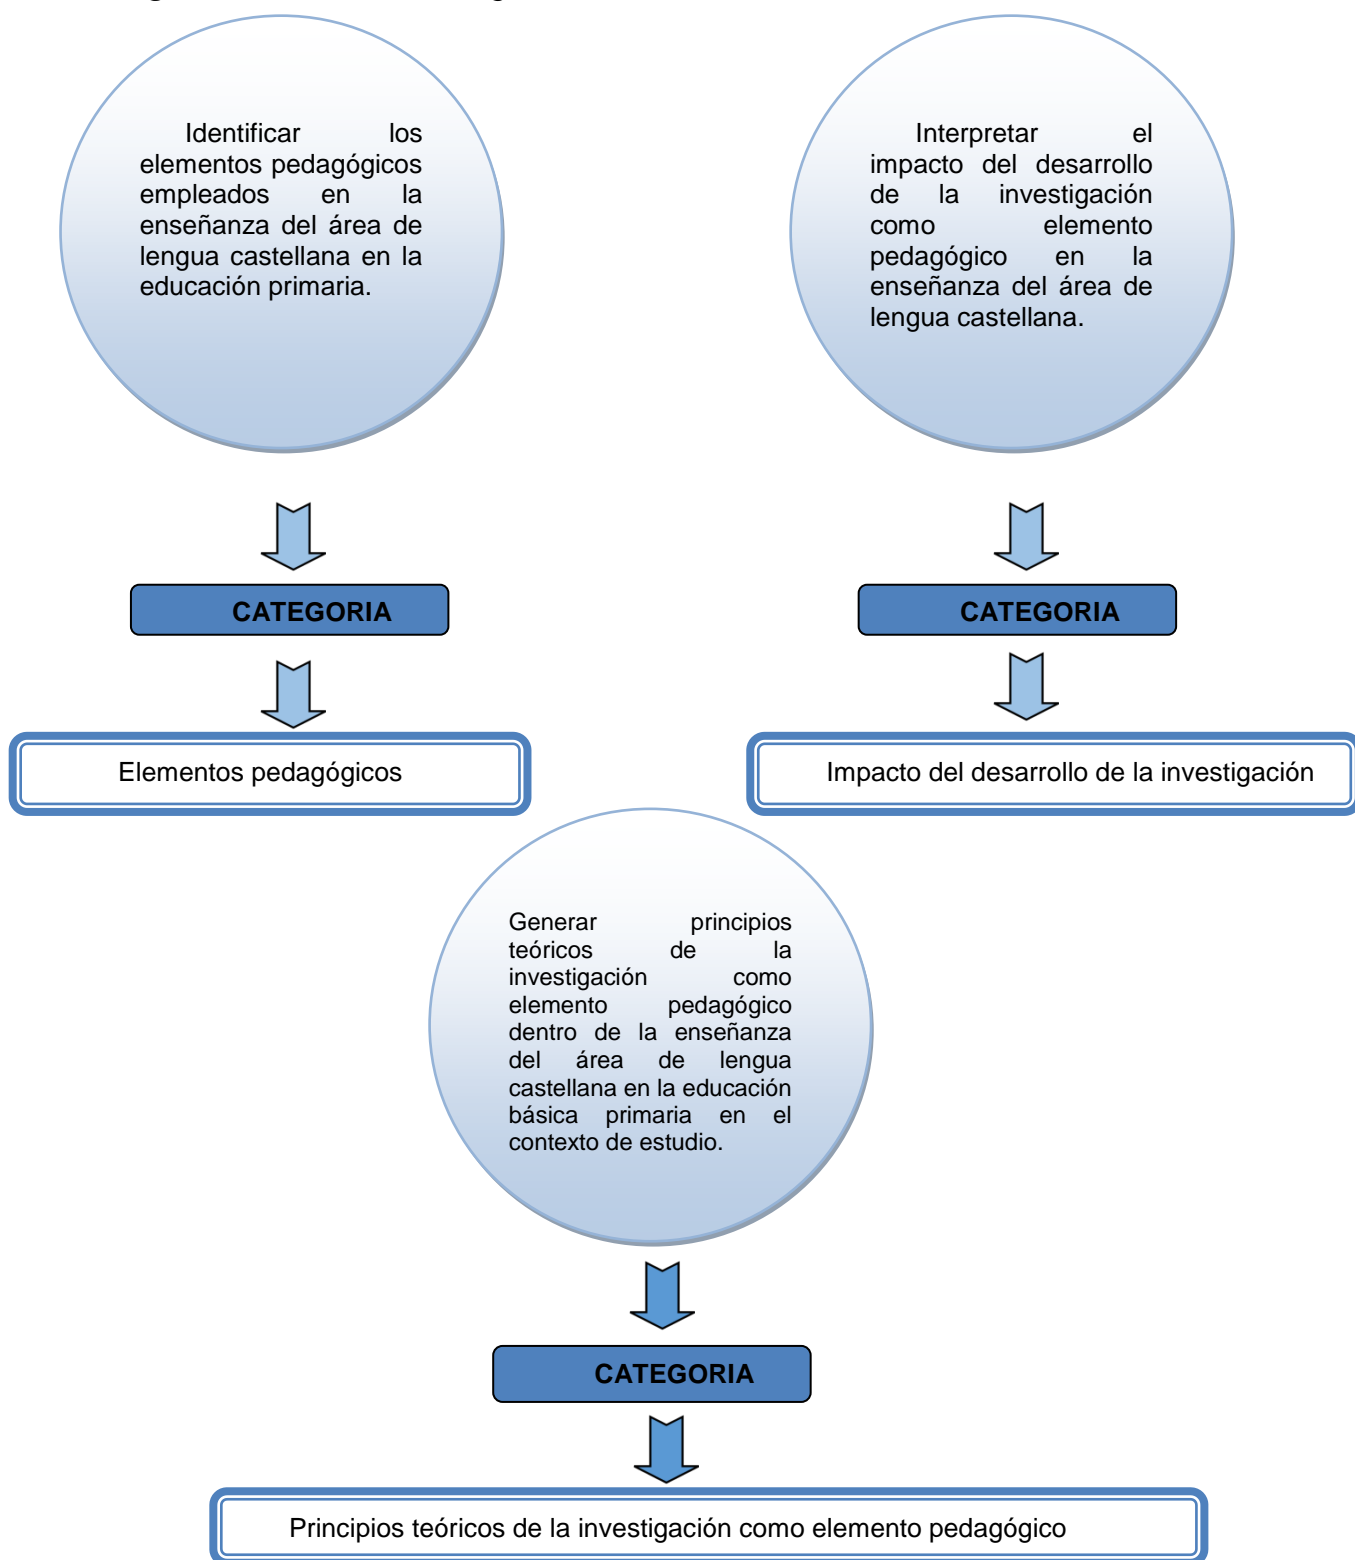 Identificar los
elementos pedagógicos
empleados en la
enseñanza del área de
lengua castellana en la
educación primaria.
Interpretar el
impacto del desarrollo
de la investigación
como elemento
pedagógico en la
enseñanza del área de
lengua castellana.
CATEGORIA
CATEGORIA
Elementos pedagógicos
Impacto del desarrollo de la investigación
Generar principios
teóricos de la
investigación como
elemento pedagógico
dentro de la enseñanza
del área de lengua
castellana en la educación
básica primaria en el
contexto de estudio.
CATEGORIA
Principios teóricos de la investigación como elemento pedagógico